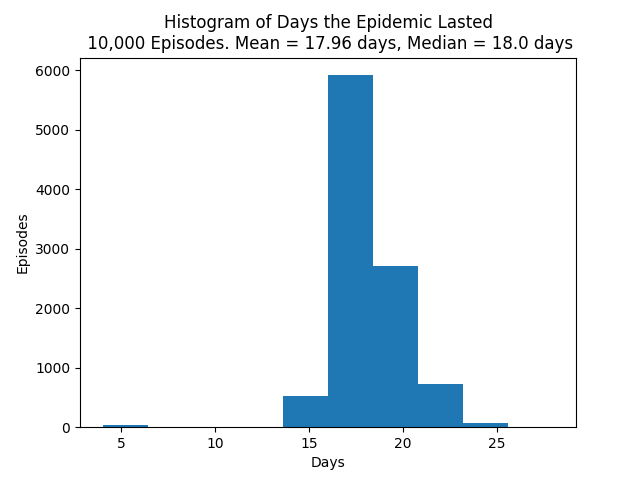 Histogram of Days the Epidemic Lasted
10,000 Episodes. Mean = 17.96 days, Median = 18.0 days
6000
5000
4000
3000
2000
1000
0
Episodes
5 10 15 20 25
Days